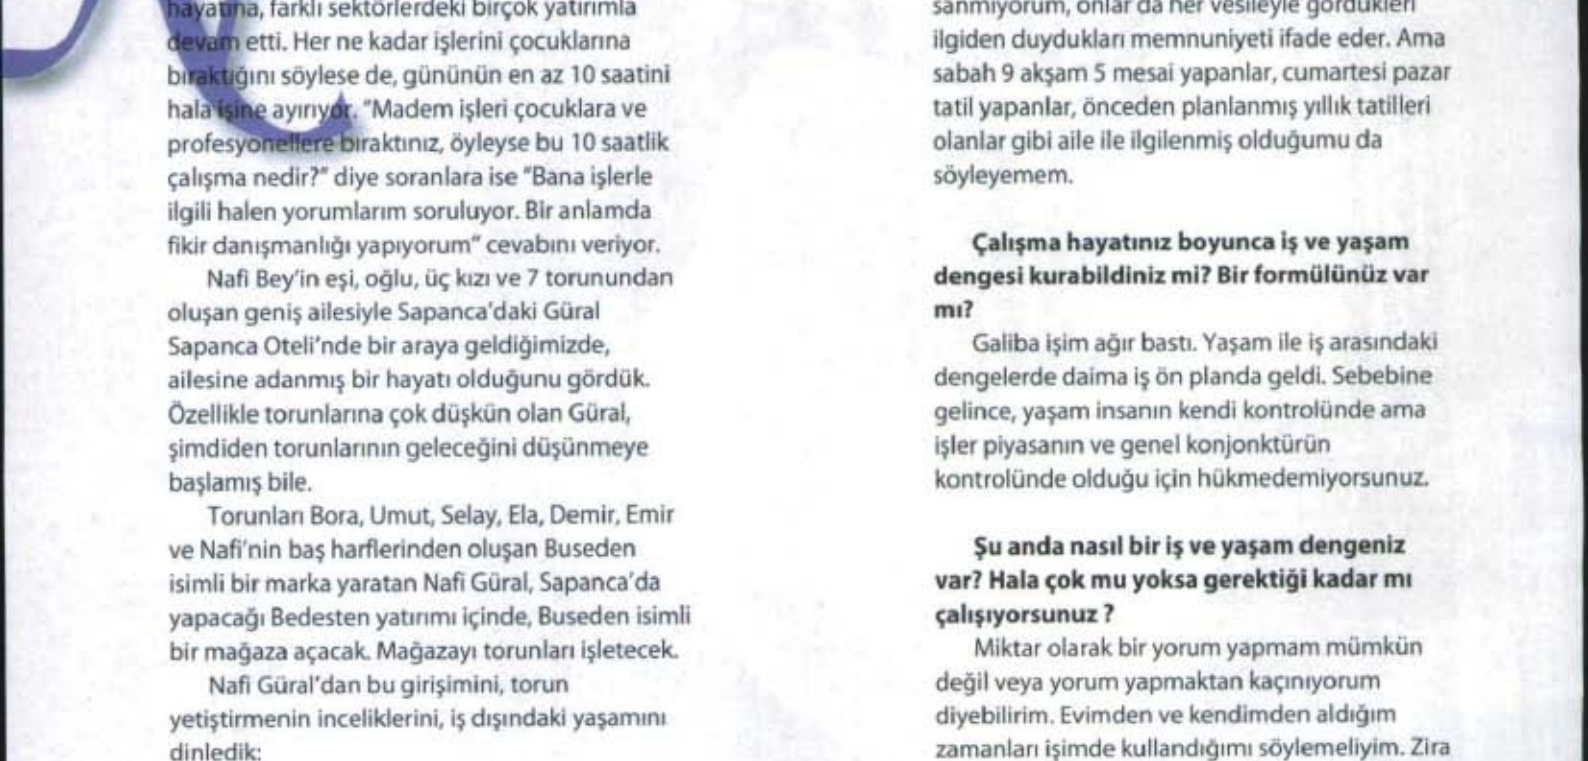 hayatına, farklı sektörlerdeki birçok yatırımla
devam etti. Her ne kadar işlerini çocuklarına
bıraktığını söylese de, gününün en az 10 saatini
hala işine ayırıyor. "Madem işleri çocuklara ve
profesyonellere bıraktınız, öyleyse bu 10 saatlik
çalışma nedir?" diye soranlara ise "Bana işlerle
ilgili halen yorumlarım soruluyor. Bir anlamda
fikir danışmanlığı yapıyorum" cevabını veriyor.
Nafi Bey'in eşi, oğlu, üç kızı ve 7 torunundan
oluşan geniş ailesiyle Sapanca'daki Güral
Sapanca Oteli'nde bir araya geldiğimizde,
ailesine adanmış bir hayatı olduğunu gördük.
Özellikle torunlarına çok düşkün olan Güral,
şimdiden torunlarının geleceğini düşünmeye
başlamış bile.
Torunları Bora, Umut, Selay, Ela, Demir, Emir
ve Nafi'nin baş harflerinden oluşan Buseden
isimli bir marka yaratan Nafi Güral, Sapanca'da
yapacağı Bedesten yatırımı içinde, Buseden isimli
bir mağaza açacak. Mağazayı torunları işletecek.
Nafi Güral'dan bu girişimini, torun
yetiştirmenin inceliklerini, iş dışındaki yaşamını
dinledik:
sanmıyorum, onlar da her vesileyle gördükleri
ilgiden duydukları memnuniyeti ifade eder. Ama
sabah 9 akşam 5 mesai yapanlar, cumartesi pazar
tatil yapanlar, önceden planlanmış yıllık tatilleri
olanlar gibi aile ile ilgilenmiş olduğumu da
söyleyemem.
Çalışma hayatınız boyunca iş ve yaşam
dengesi kurabildiniz mi? Bir formülünüz var
mı?
Galiba işim ağır bastı. Yaşam ile iş arasındaki
dengelerde daima iş ön planda geldi. Sebebine
gelince, yaşam insanın kendi kontrolünde ama
işler piyasanın ve genel konjonktürün
kontrolünde olduğu için hükmedemiyorsunuz.
Şu anda nasıl bir iş ve yaşam dengeniz
var? Hala çok mu yoksa gerektiği kadar mı
çalışıyorsunuz ?
Miktar olarak bir yorum yapmam mümkün
değil veya yorum yapmaktan kaçınıyorum
diyebilirim. Evimden ve kendimden aldığım
zamanları işimde kullandığımı söylemeliyim. Zira